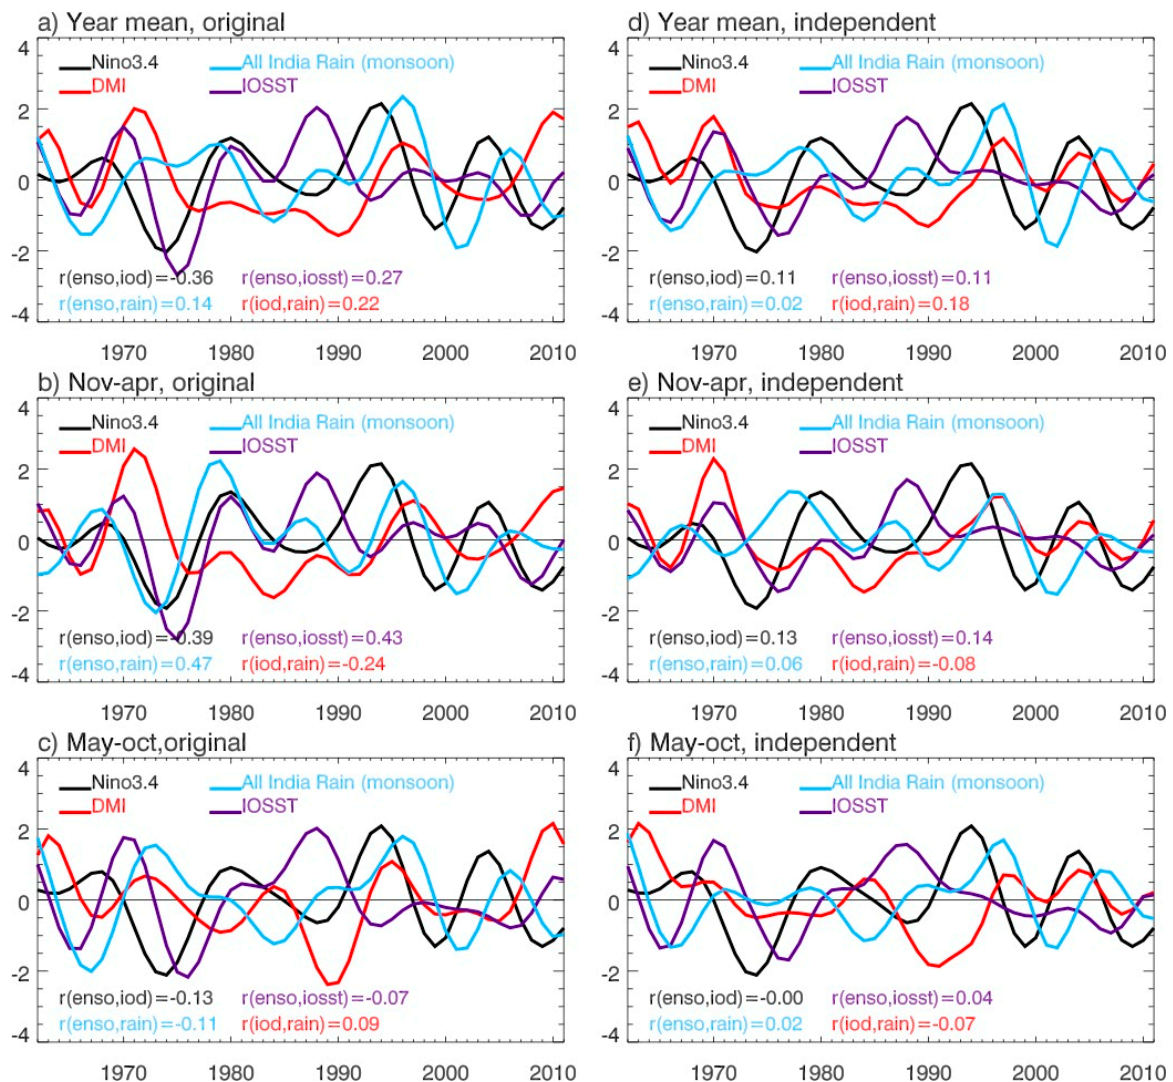 a) Year mean, original
4
2
0
-2
-4
Nino3.4
All India Rain (monsoon)
DMI
IOSST
r(enso,iod)=-0.36
r(enso,iosst)=0.27
r(enso,rain)=0.14
r(iod,rain)=0.22
1970 1980 1990 2000 2010
d) Year mean, independent
4
2
0
-2
-4
Nino3.4
All India Rain (monsoon)
DMI
IOSST
r(enso,iod)=0.11
r(enso,iosst)=0.11
r(enso,rain)=0.02
r(iod,rain)=0.18
1970 1980 1990 2000 2010
b) Nov-apr, original
4
2
0
-2
-4
Nino3.4
All India Rain (monsoon)
DMI
IOSST
r(enso,iod)=-0.39
r(enso,iosst)=0.43
r(enso,rain)=0.47
r(iod,rain)=-0.24
1970 1980 1990 2000 2010
e) Nov-apr, independent
4
2
0
-2
-4
Nino3.4
All India Rain (monsoon)
DMI
IOSST
r(enso,iod)=0.13
r(enso,iosst)=0.14
r(enso,rain)=0.06
r(iod,rain)=-0.08
1970 1980 1990 2000 2010
c) May-oct,original
4
2
0
-2
-4
Nino3.4
All India Rain (monsoon)
DMI
IOSST
r(enso,iod)=-0.13
r(enso,iosst)=-0.07
r(enso,rain)=-0.11
r(iod,rain)=0.09
1970 1980 1990 2000 2010
f) May-oct, independent
4
2
0
-2
-4
Nino3.4
All India Rain (monsoon)
DMI
IOSST
r(enso,iod)=-0.00
r(enso,iosst)=0.04
r(enso,rain)=0.02
r(iod,rain)=-0.07
1970 1980 1990 2000 2010